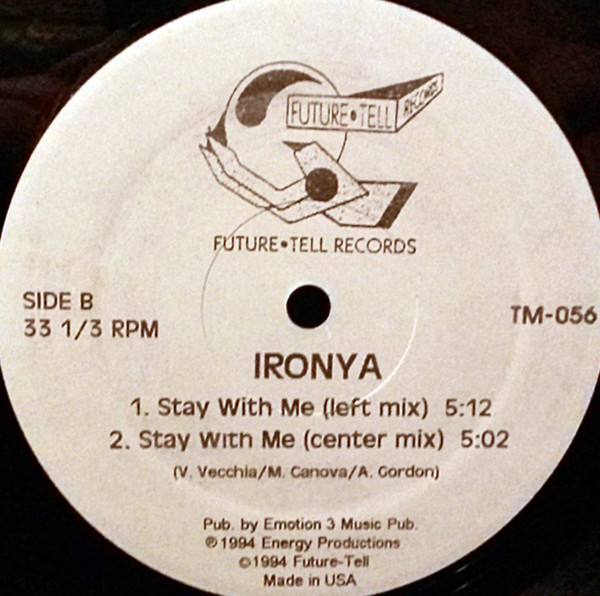 FUTURE•TELL RECORDS
FUTURE•TELL RECORDS
SIDE B
33 1/3 RPM
TM-056
IRONYA
1. Stay With Me (left mix) 5:12
2. Stay With Me (center mix) 5:02
(V. Vecchia/M. Canova/A. Gordon)
Pub. by Emotion 3 Music Pub.
℗1994 Energy Productions
©1994 Future-Tell
Made in USA